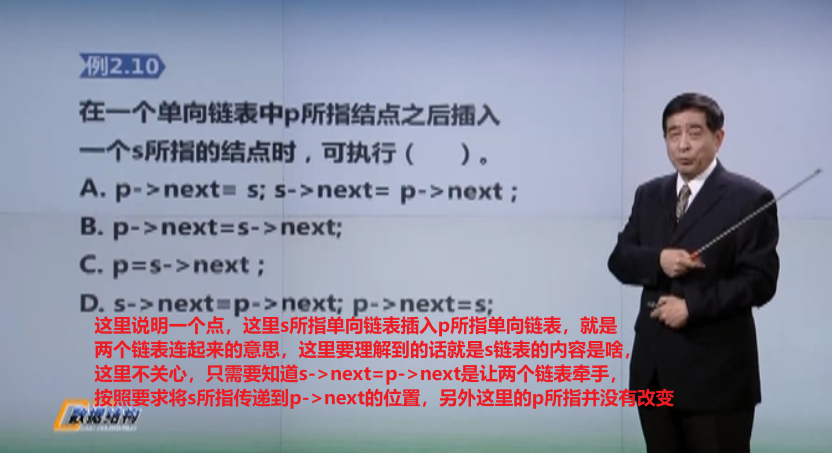 例2.10
在一个单向链表中p所指结点之后插入
一个s所指的结点时，可执行（　　）。
A. p->next= s; s->next= p->next ;
B. p->next=s->next;
C. p=s->next ;
D. s->next=p->next; p->next=s;
这里说明一个点，这里s所指单向链表插入p所指单向链表，就是
两个链表连起来的意思，这里要理解到的话就是s链表的内容是啥，
这里不关心，只需要知道s->next=p->next是让两个链表牵手，
按照要求将s所指传递到p->next的位置，另外这里的p所指并没有改变
数据结构